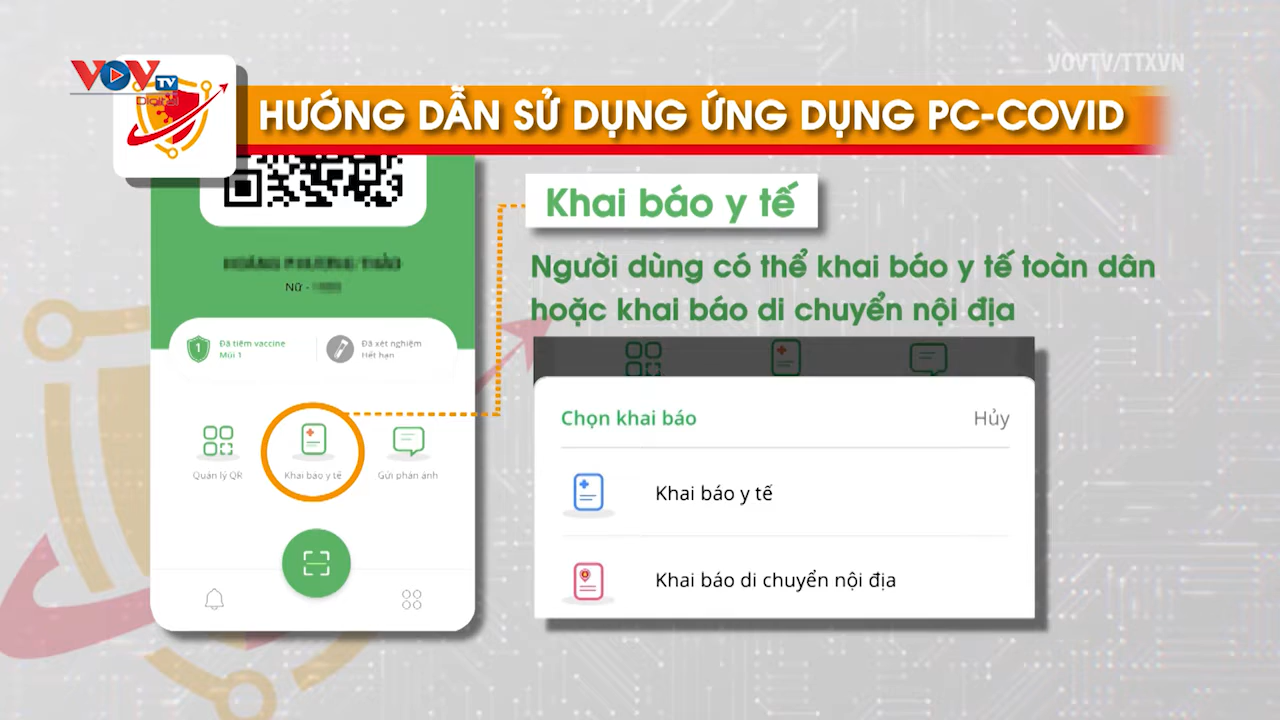 VOV TV
Digital
VOVTV/TTXVN
HƯỚNG DẪN SỬ DỤNG ỨNG DỤNG PC-COVID
Khai báo y tế
Người dùng có thể khai báo y tế toàn dân
hoặc khai báo di chuyển nội địa
Nữ -
1
Đã tiêm vaccine
Mũi 1
Đã xét nghiệm
Hết hạn
Quản lý QR
Khai báo y tế
Gửi phản ánh
Chọn khai báo
Hủy
Khai báo y tế
Khai báo di chuyển nội địa